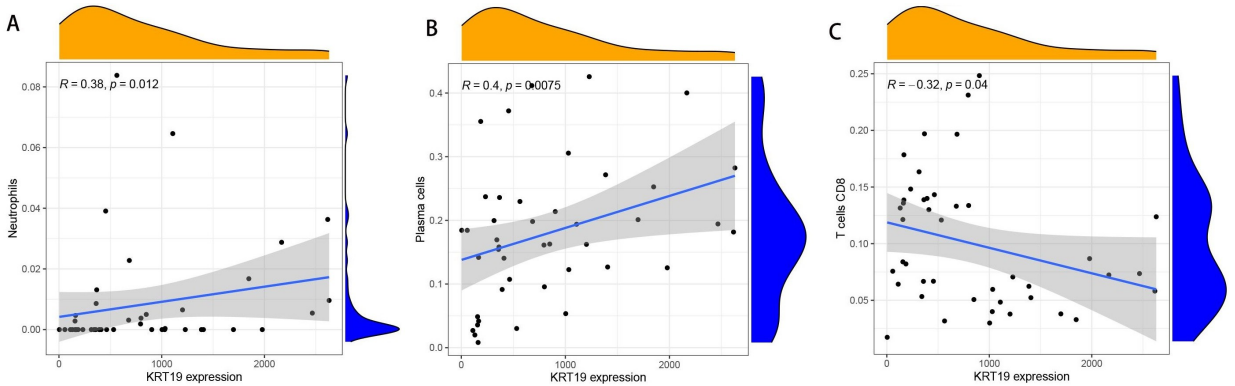 A
R = 0.38, p = 0.012
0.08
0.06
0.04
0.02
0.00
Neutrophils
0
1000
2000
KRT19 expression
B
R = 0.4, p = 0.0075
0.4
0.3
0.2
0.1
0.0
Plasma cells
0
1000
2000
KRT19 expression
C
R = −0.32, p = 0.04
0.25
0.20
0.15
0.10
0.05
T cells CD8
0
1000
2000
KRT19 expression